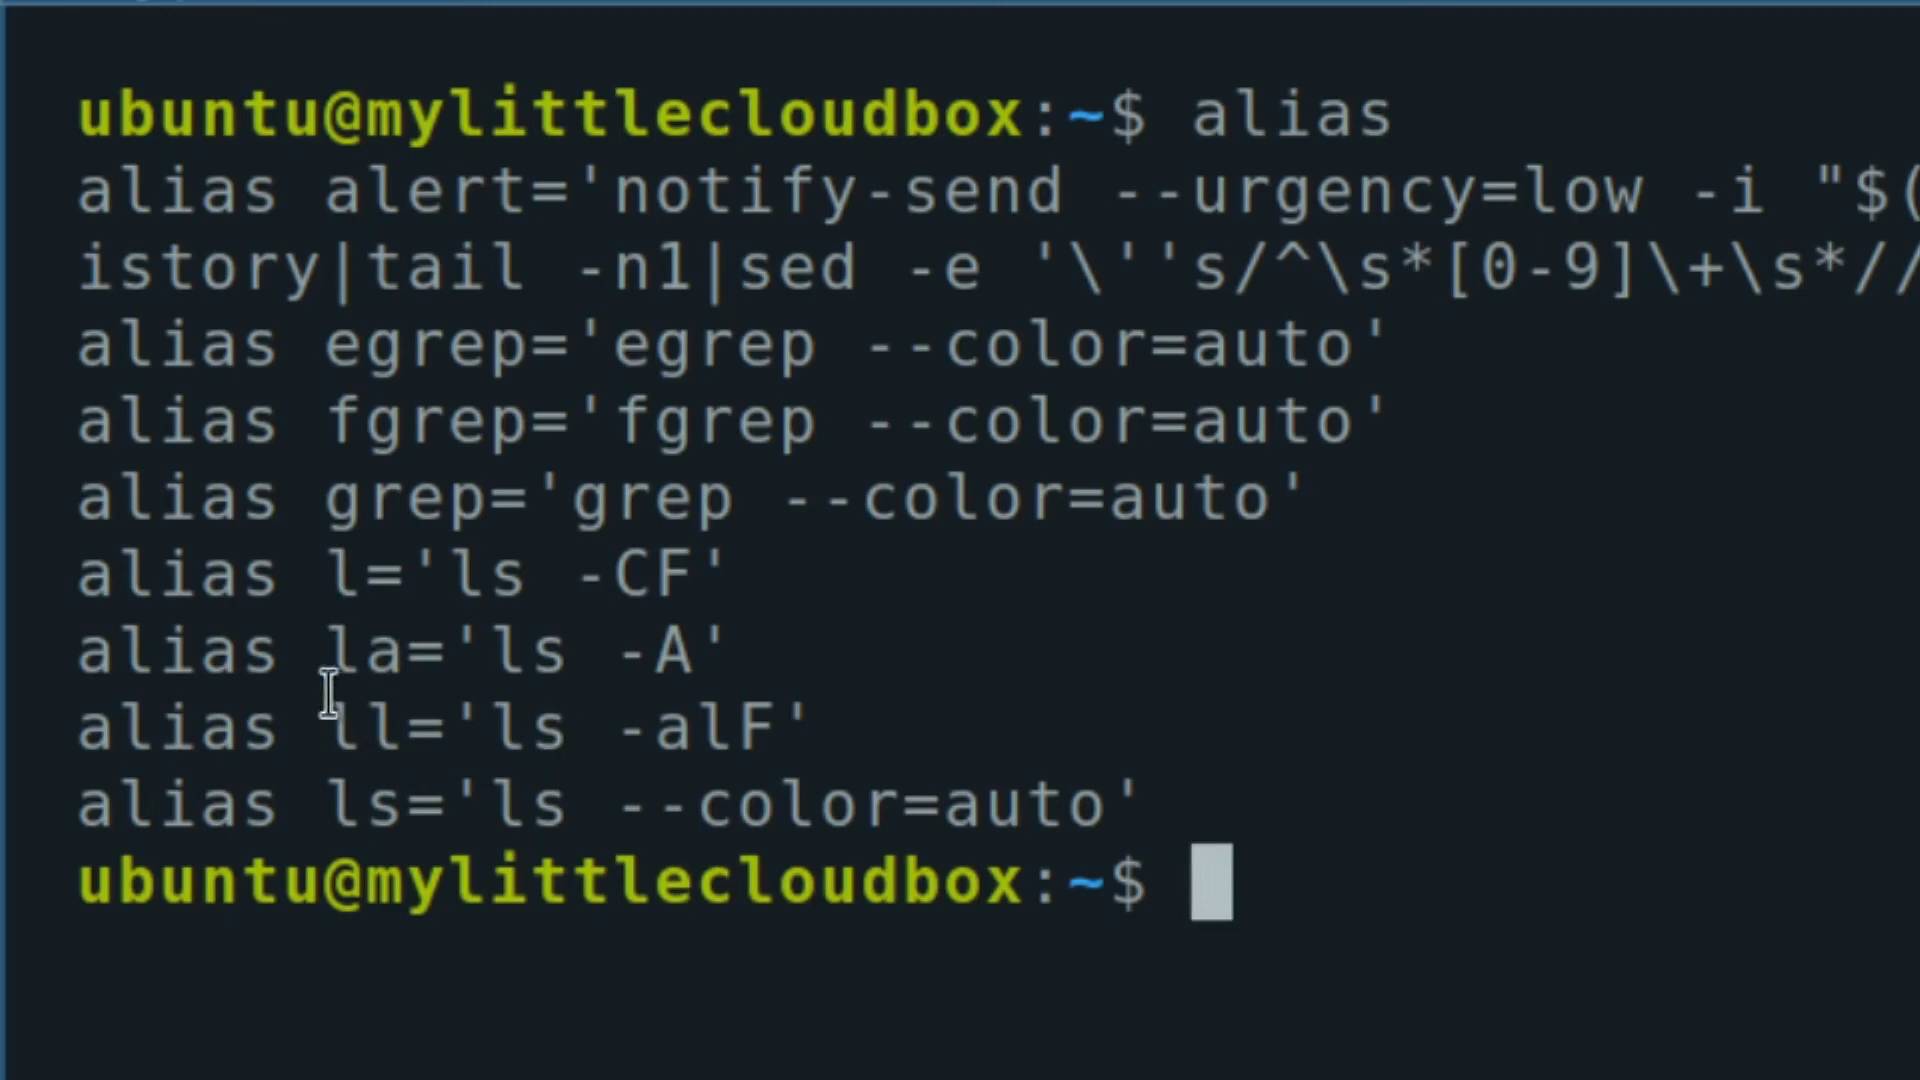 ubuntu@mylittlecloudbox:~$ alias
alias alert='notify-send --urgency=low -i "$(
istory|tail -n1|sed -e '\''s/^\s*[0-9]\+\s*//
alias egrep='egrep --color=auto'
alias fgrep='fgrep --color=auto'
alias grep='grep --color=auto'
alias l='ls -CF'
alias la='ls -A'
alias ll='ls -alF'
alias ls='ls --color=auto'
ubuntu@mylittlecloudbox:~$